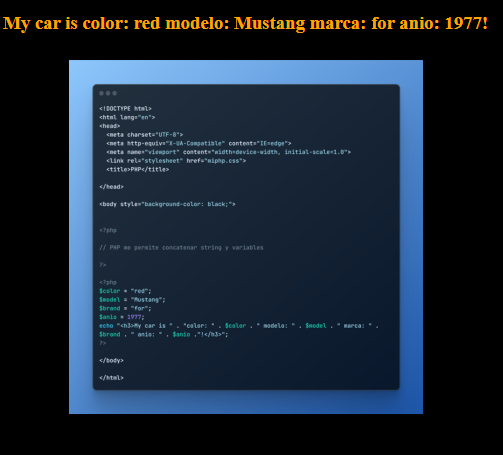 My car is color: red modelo: Mustang marca: for anio: 1977!
<!DOCTYPE html>
<html lang="en">
<head>
<meta charset="UTF-8">
<meta http-equiv="X-UA-Compatible" content="IE=edge">
<meta name="viewport" content="width=device-width, initial-scale=1.0">
<link rel="stylesheet" href="miphp.css">
<title>PHP</title>
</head>
<body style="background-color: black;">
<?php
// PHP me permite concatenar string y variables
?>
<?php
$color = "red";
$model = "Mustang";
$brand = "for";
$anio = 1977;
echo "<h3>My car is " . "color: " . $color . " modelo: " . $model . " marca: " .
$brand . " anio: " . $anio ."!</h3>";
?>
</body>
</html>